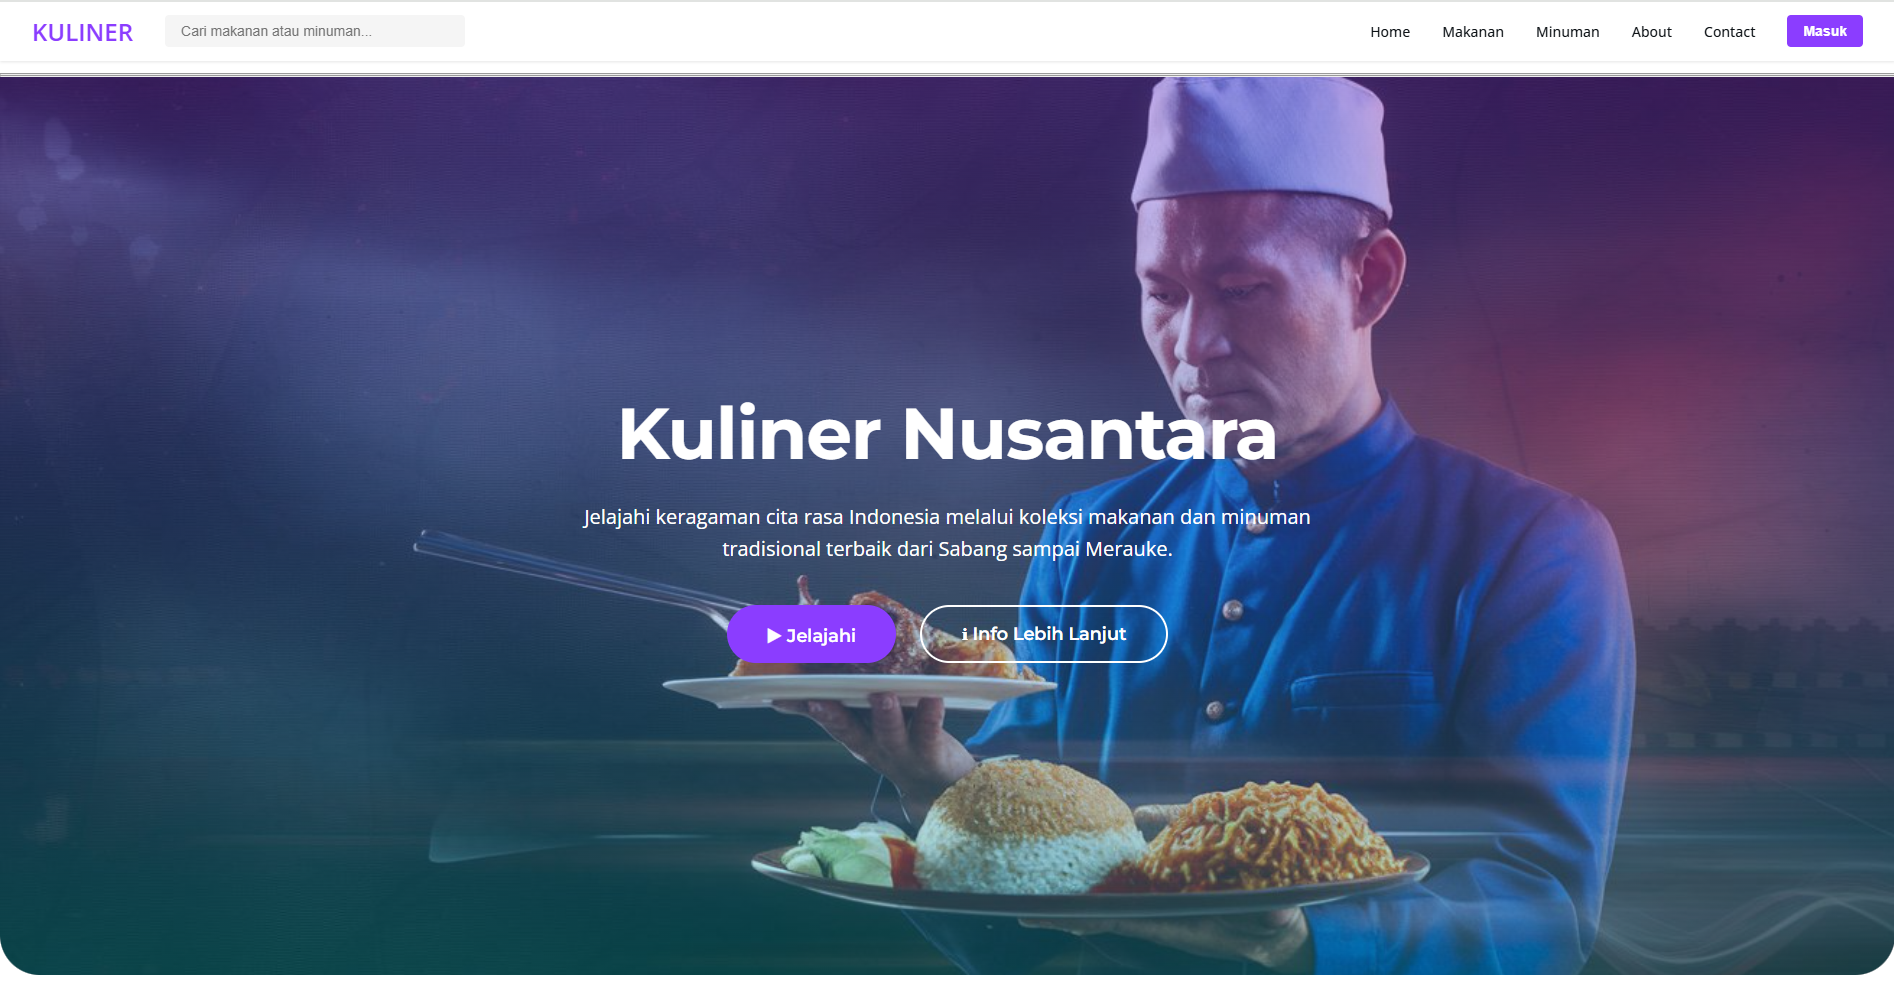 KULINER
Cari makanan atau minuman...
Home
Makanan
Minuman
About
Contact
Masuk
Kuliner Nusantara
Jelajahi keragaman cita rasa Indonesia melalui koleksi makanan dan minuman
tradisional terbaik dari Sabang sampai Merauke.
▶ Jelajahi
ℹ Info Lebih Lanjut